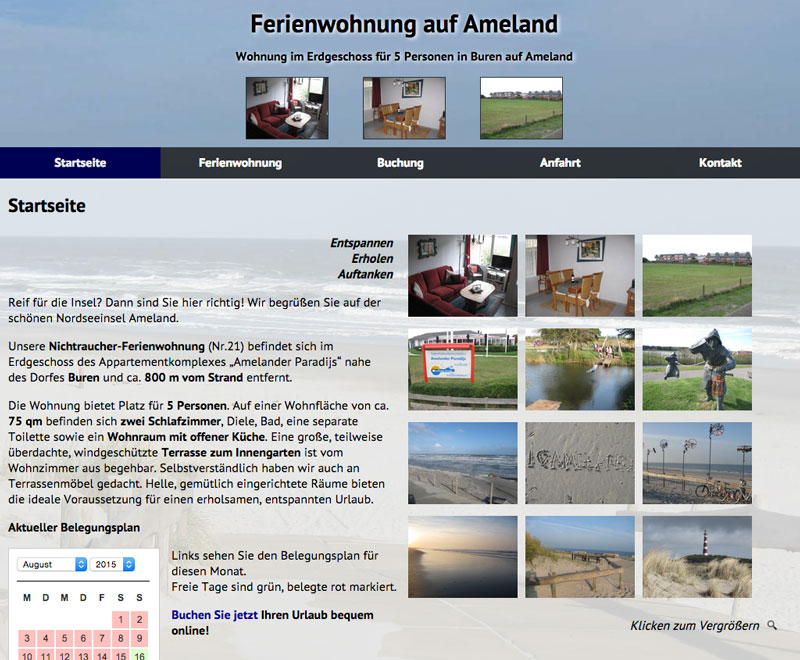 Ferienwohnung auf Ameland
Wohnung im Erdgeschoss für 5 Personen in Buren auf Ameland
Startseite
Ferienwohnung
Buchung
Anfahrt
Kontakt
Startseite
Entspannen
Erholen
Auftanken
Reif für die Insel? Dann sind Sie hier richtig! Wir begrüßen Sie auf der
schönen Nordseeinsel Ameland.
Unsere Nichtraucher-Ferienwohnung (Nr.21) befindet sich im
Erdgeschoss des Appartementkomplexes „Amelander Paradijs“ nahe
des Dorfes Buren und ca. 800 m vom Strand entfernt.
Die Wohnung bietet Platz für 5 Personen. Auf einer Wohnfläche von ca.
75 qm befinden sich zwei Schlafzimmer, Diele, Bad, eine separate
Toilette sowie ein Wohnraum mit offener Küche. Eine große, teilweise
überdachte, windgeschützte Terrasse zum Innengarten ist vom
Wohnzimmer aus begehbar. Selbstverständlich haben wir auch an
Terrassenmöbel gedacht. Helle, gemütlich eingerichtete Räume bieten
die ideale Voraussetzung für einen erholsamen, entspannten Urlaub.
Aktueller Belegungsplan
August 2015
M D M D F S S
1 2
3 4 5 6 7 8 9
10 11 12 13 14 15 16
Links sehen Sie den Belegungsplan für
diesen Monat.
Freie Tage sind grün, belegte rot markiert.
Buchen Sie jetzt Ihren Urlaub bequem
online!
Amelander Paradijs
AMELAND
Klicken zum Vergrößern